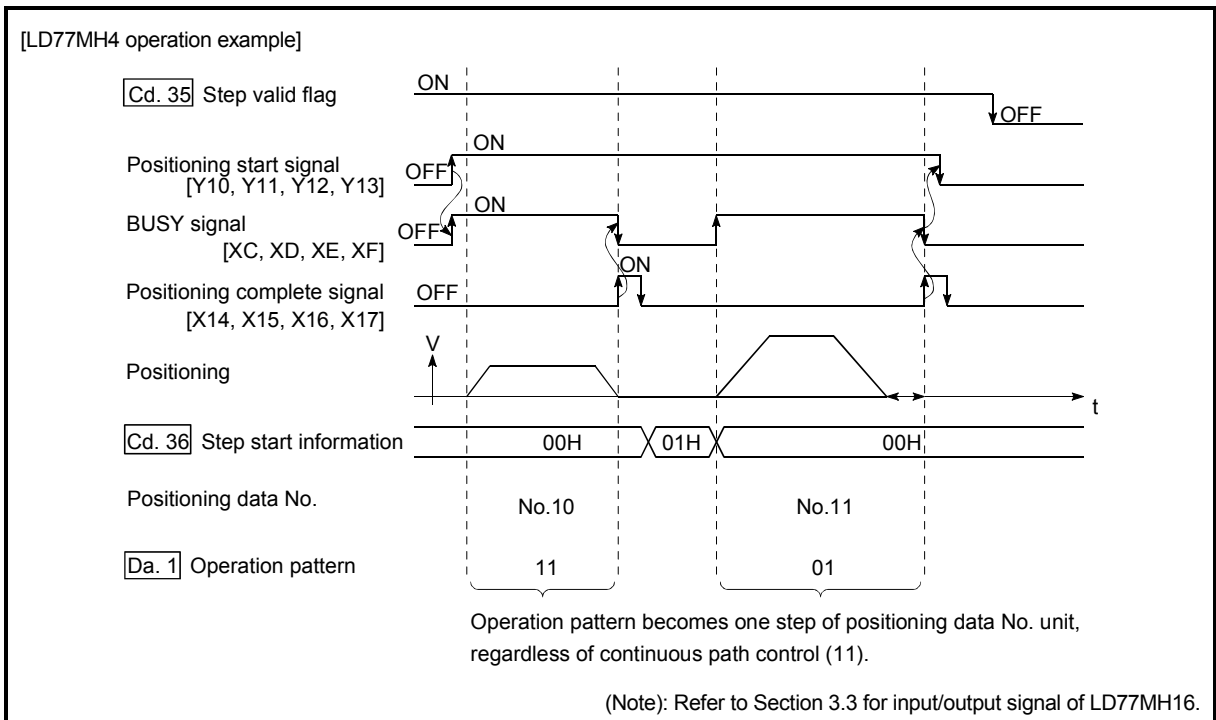 [LD77MH4 operation example]
Cd. 35 Step valid flag
ON
OFF
Positioning start signal
[Y10, Y11, Y12, Y13]
OFF
ON
BUSY signal
[XC, XD, XE, XF]
OFF
ON
Positioning complete signal
[X14, X15, X16, X17]
OFF
ON
V
Positioning
t
Cd. 36 Step start information
00H
01H
00H
Positioning data No.
No.10
No.11
Da. 1 Operation pattern
11
01
Operation pattern becomes one step of positioning data No. unit,
regardless of continuous path control (11).
(Note): Refer to Section 3.3 for input/output signal of LD77MH16.